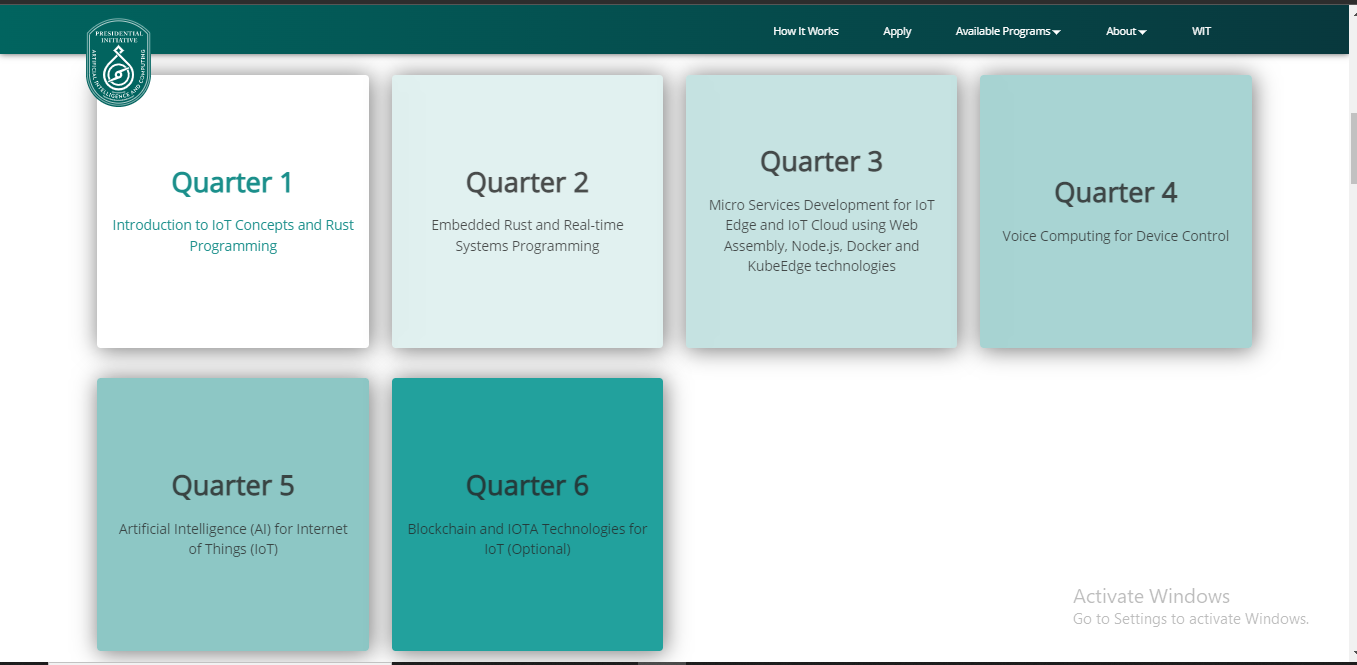 PRESIDENTIAL
INITIATIVE
ARTIFICIAL INTELLIGENCE AND COMPUTING
How It Works
Apply
Available Programs
About
WIT
Quarter 1
Introduction to IoT Concepts and Rust
Programming
Quarter 2
Embedded Rust and Real-time
Systems Programming
Quarter 3
Micro Services Development for IoT
Edge and IoT Cloud using Web
Assembly, Node.js, Docker and
KubeEdge technologies
Quarter 4
Voice Computing for Device Control
Quarter 5
Artificial Intelligence (AI) for Internet
of Things (IoT)
Quarter 6
Blockchain and IOTA Technologies for
IoT (Optional)
Activate Windows
Go to Settings to activate Windows.